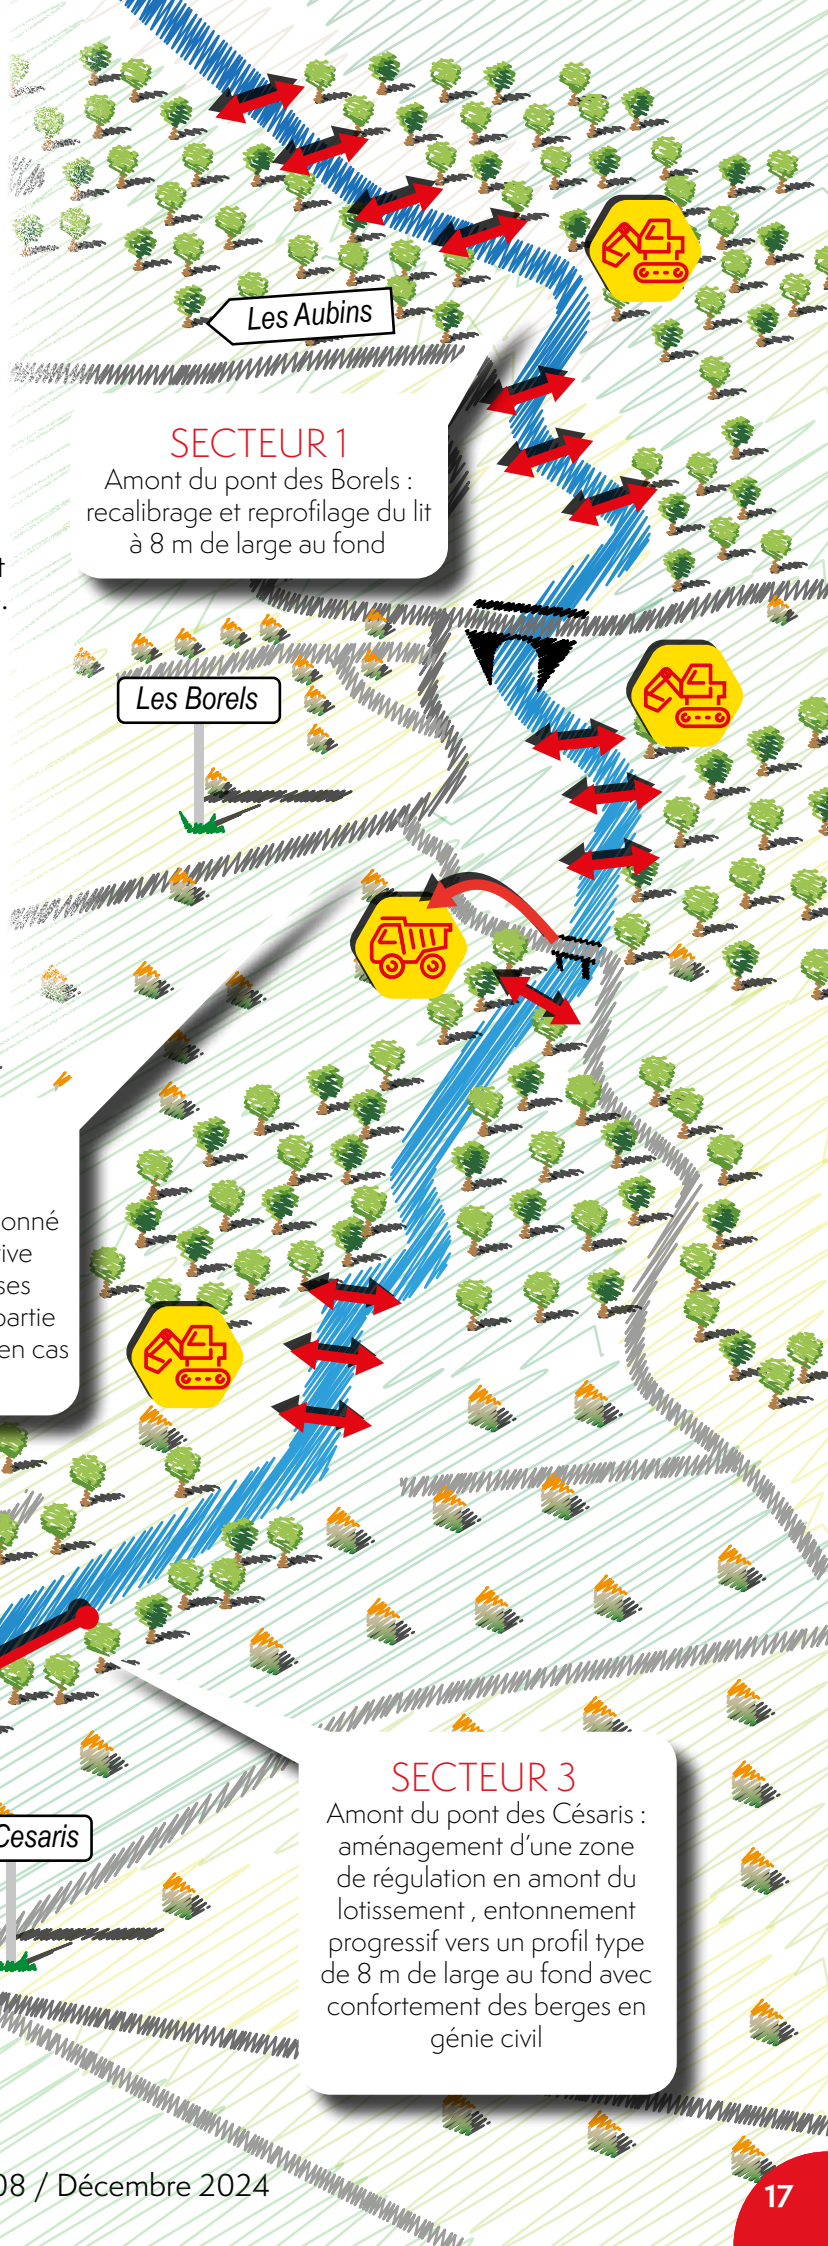 Les Aubins
SECTEUR 1
Amont du pont des Borels :
recalibrage et reprofilage du lit
à 8 m de large au fond
t
.
Les Borels
onné
ive
ses
partie
en cas
SECTEUR 3
Amont du pont des Césaris :
aménagement d'une zone
de régulation en amont du
lotissement , entonnement
progressif vers un profil type
de 8 m de large au fond avec
confortement des berges en
génie civil
Cesaris
08 / Décembre 2024
17